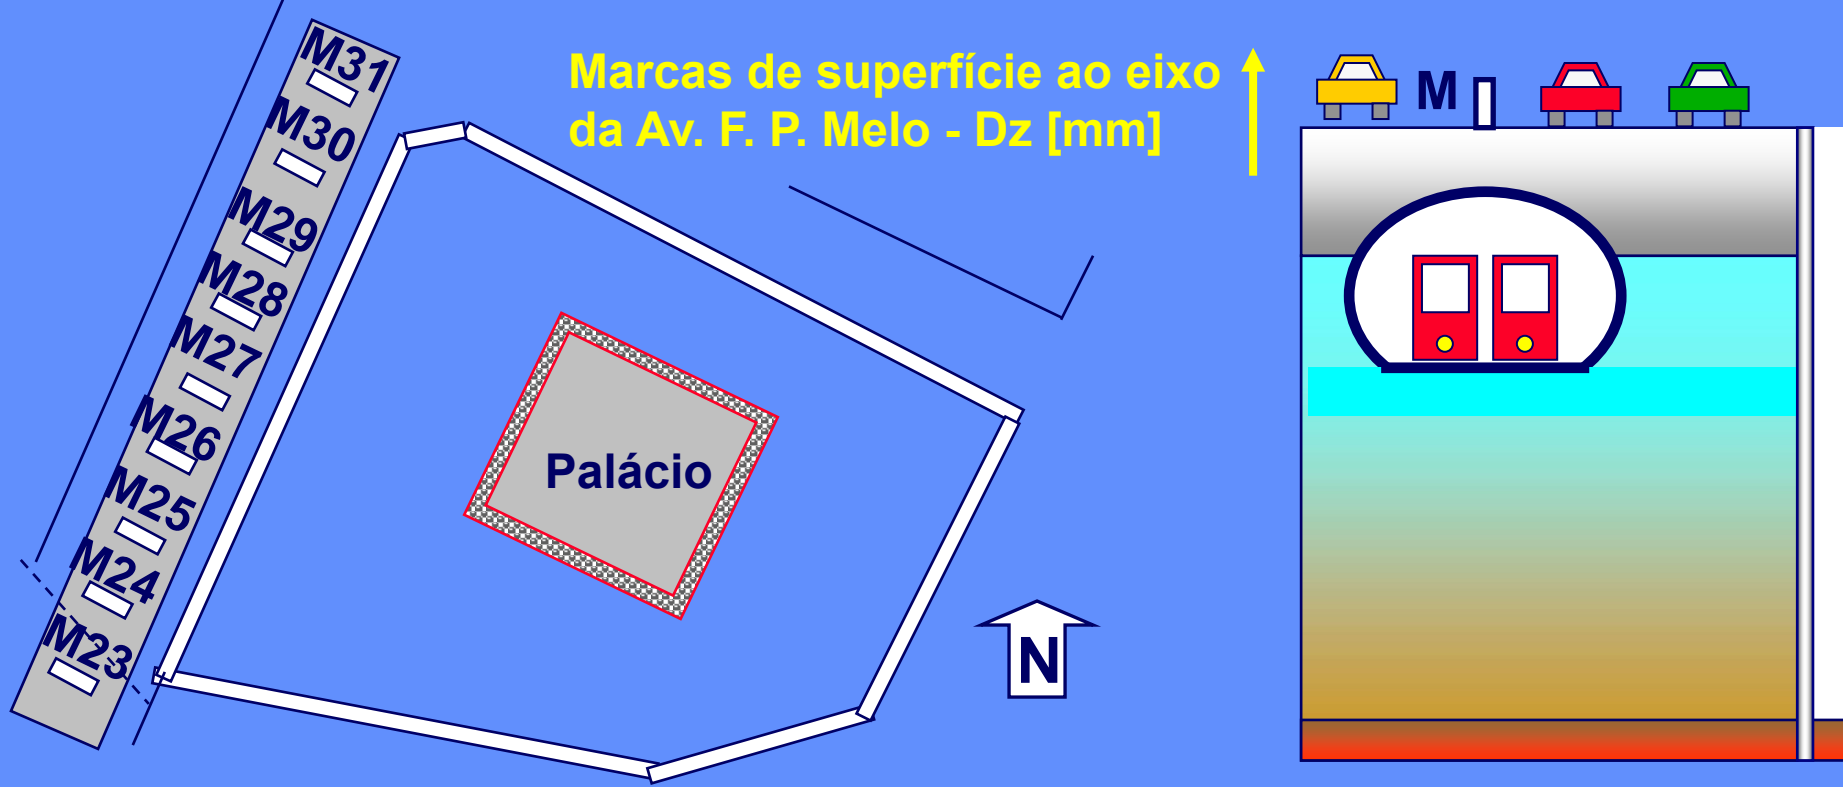 M31
M30
M29
M28
M27
M26
M25
M24
M23
Marcas de superfície ao eixo
da Av. F. P. Melo - Dz [mm]
M
Palácio
N